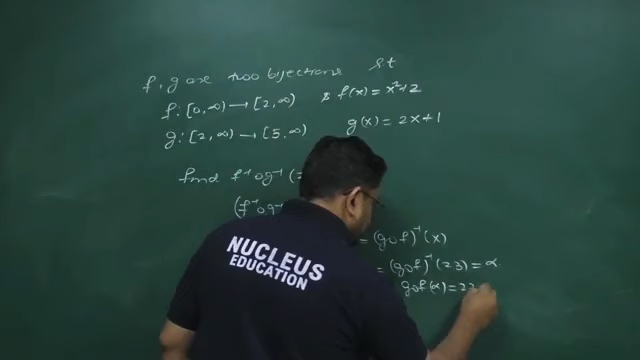 f, g are two bijections s.t
f: [0, ∞) → [2, ∞) & f(x) = x²+2
g: [2, ∞) → [5, ∞) g(x) = 2x+1
find f⁻¹og⁻¹(
(f⁻¹og⁻¹
= (gof)⁻¹(x)
= (gof)⁻¹(23) = α
gof(α) = 23
NUCLEUS
EDUCATION